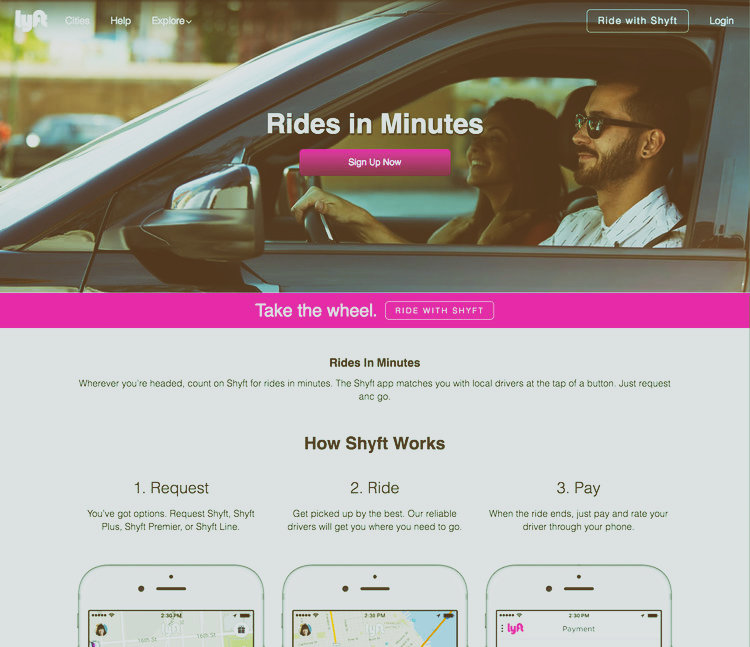 lyft Cities Help Explore Ride with Shyft Login
Rides in Minutes
Sign Up Now
Take the wheel. RIDE WITH SHYFT
Rides In Minutes
Wherever you're headed, count on Shyft for rides in minutes. The Shyft app matches you with local drivers at the tap of a button. Just request
anc go.
How Shyft Works
1. Request
You've got options. Request Shyft, Shyft
Plus, Shyft Premier, or Shyft Line.
2. Ride
Get picked up by the best. Our reliable
drivers will get you where you need to go.
3. Pay
When the ride ends, just pay and rate your
driver through your phone.
2:30 PM
16th St
16th St
lyft
2:30 PM
lyft
2:30 PM
lyft Payment